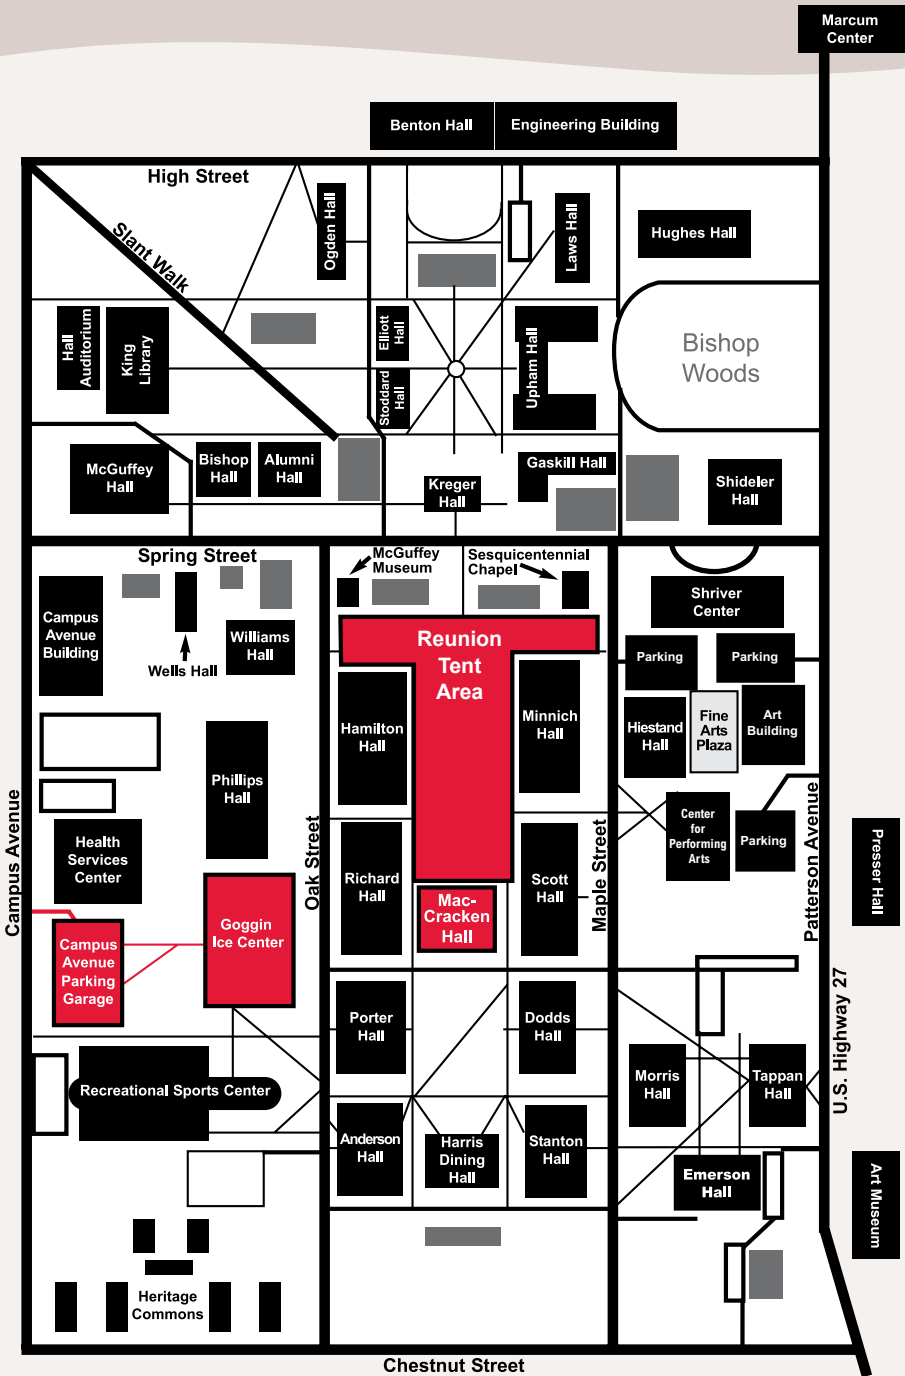 Marcum
Center
Benton Hall
Engineering Building
High Street
Slant Walk
Ogden Hall
Laws Hall
Hughes Hall
Hall
Auditorium
King
Library
Elliott
Hall
Stoddard
Hall
Upham Hall
Bishop
Woods
McGuffey
Hall
Bishop
Hall
Alumni
Hall
Kreger
Hall
Gaskill Hall
Shideler
Hall
Spring Street
McGuffey
Museum
Sesquicentennial
Chapel
Campus
Avenue
Building
Wells Hall
Williams
Hall
Reunion
Tent
Area
Shriver
Center
Parking
Parking
Hamilton
Hall
Minnich
Hall
Hiestand
Hall
Fine
Arts
Plaza
Art
Building
Phillips
Hall
Campus Avenue
Health
Services
Center
Oak Street
Richard
Hall
Mac-
Cracken
Hall
Scott
Hall
Maple Street
Center
for
Performing
Arts
Parking
Patterson Avenue
Presser Hall
Campus
Avenue
Parking
Garage
Goggin
Ice Center
Porter
Hall
Dodds
Hall
U.S. Highway 27
Recreational Sports Center
Morris
Hall
Tappan
Hall
Anderson
Hall
Harris
Dining
Hall
Stanton
Hall
Emerson
Hall
Art Museum
Heritage
Commons
Chestnut Street